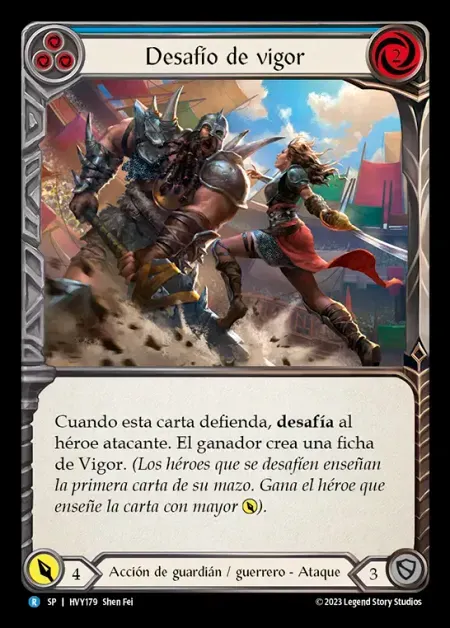 Desafío de vigor
2
Cuando esta carta defienda, desafía al
héroe atacante. El ganador crea una ficha
de Vigor. (Los héroes que se desafíen enseñan
la primera carta de su mazo. Gana el héroe que
enseñe la carta con mayor ).
4
Acción de guardián / guerrero - Ataque
3
R SP | HVY179 Shen Fei
© 2023 Legend Story Studios